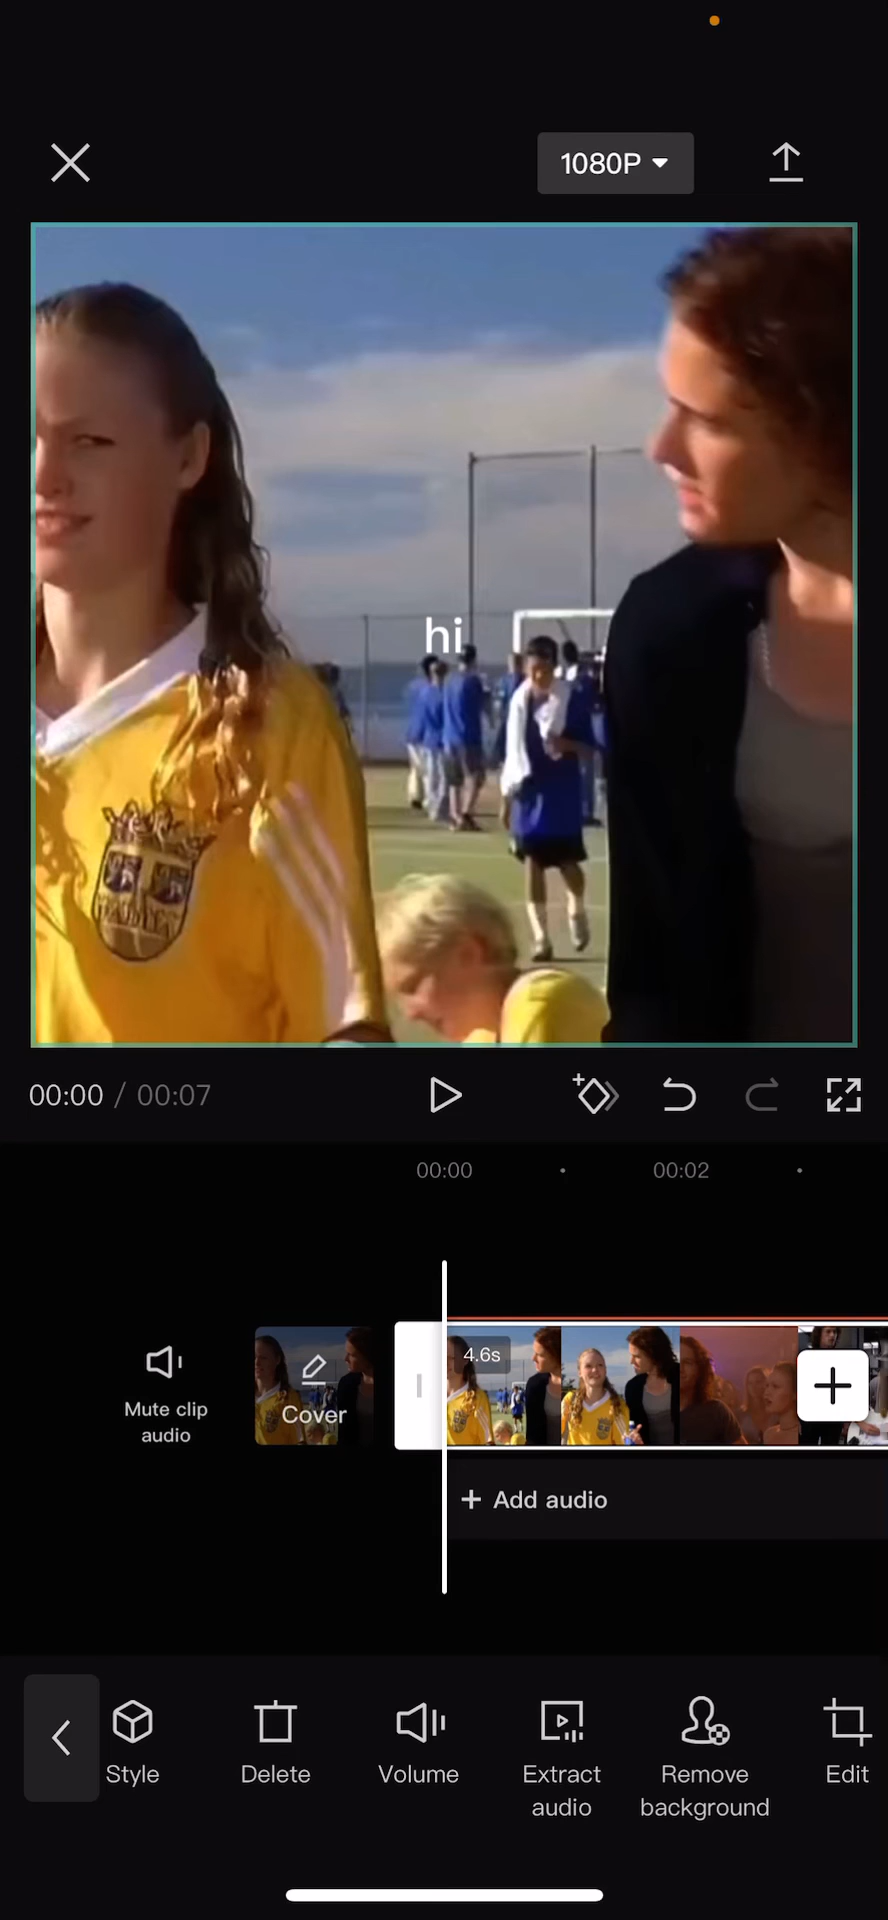 1080P
hi
00:00 / 00:07
00:00
00:02
4.6s
Mute clip
audio
Cover
+ Add audio
Style
Delete
Volume
Extract
audio
Remove
background
Edit